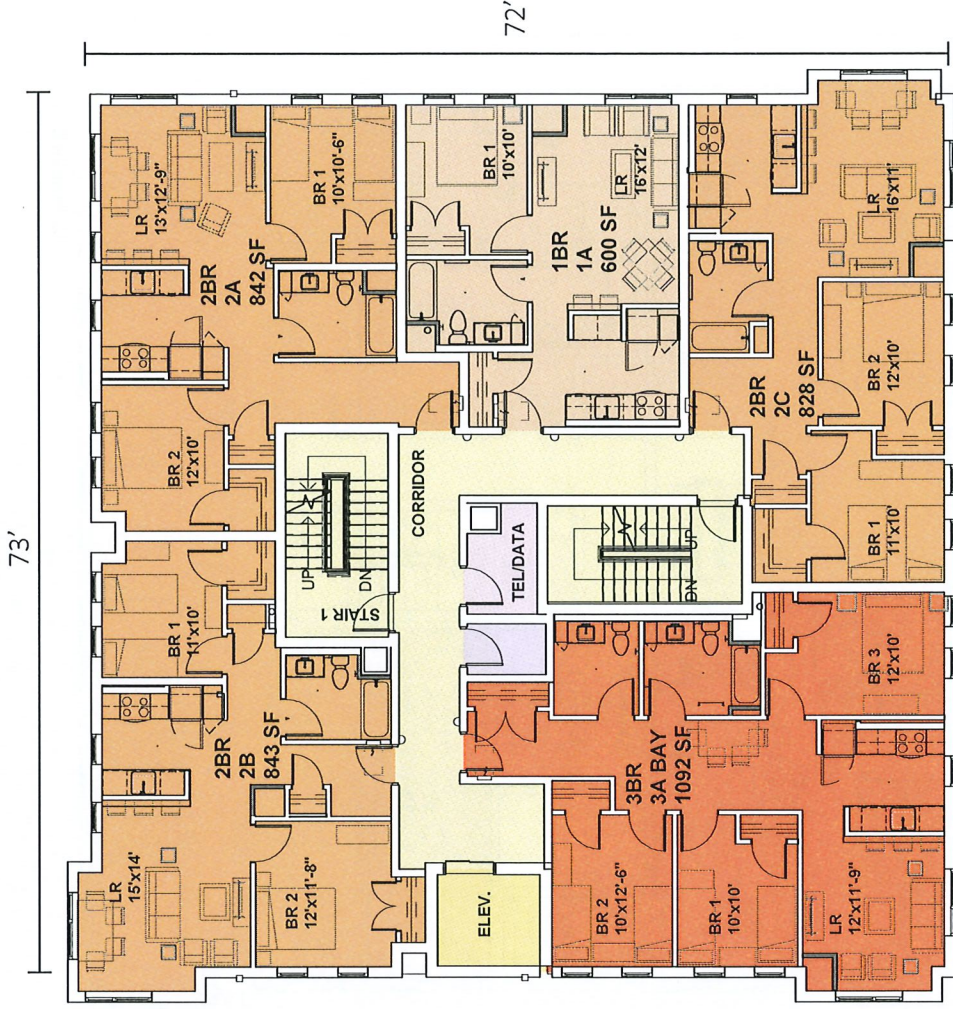 72'
73'
LR
13'x12'-9"
BR 1
10'x10'-6"
2BR
2A
842 SF
BR 2
12'x10'
BR 1
10'x10'
LR
16'x12'
1BR
1A
600 SF
LR
16'x11'
2BR
2C
828 SF
BR 2
12'x10'
BR 1
11'x10'
CORRIDOR
UP
DN
STAIR 1
TEL/DATA
UP
DN
BR 1
11'x10'
2BR
2B
843 SF
LR
15'x14'
BR 2
12'x11'-8"
ELEV.
3BR
3A BAY
1092 SF
BR 3
12'x10'
BR 2
10'x12'-6"
BR 1
10'x10'
LR
12'x11'-9"